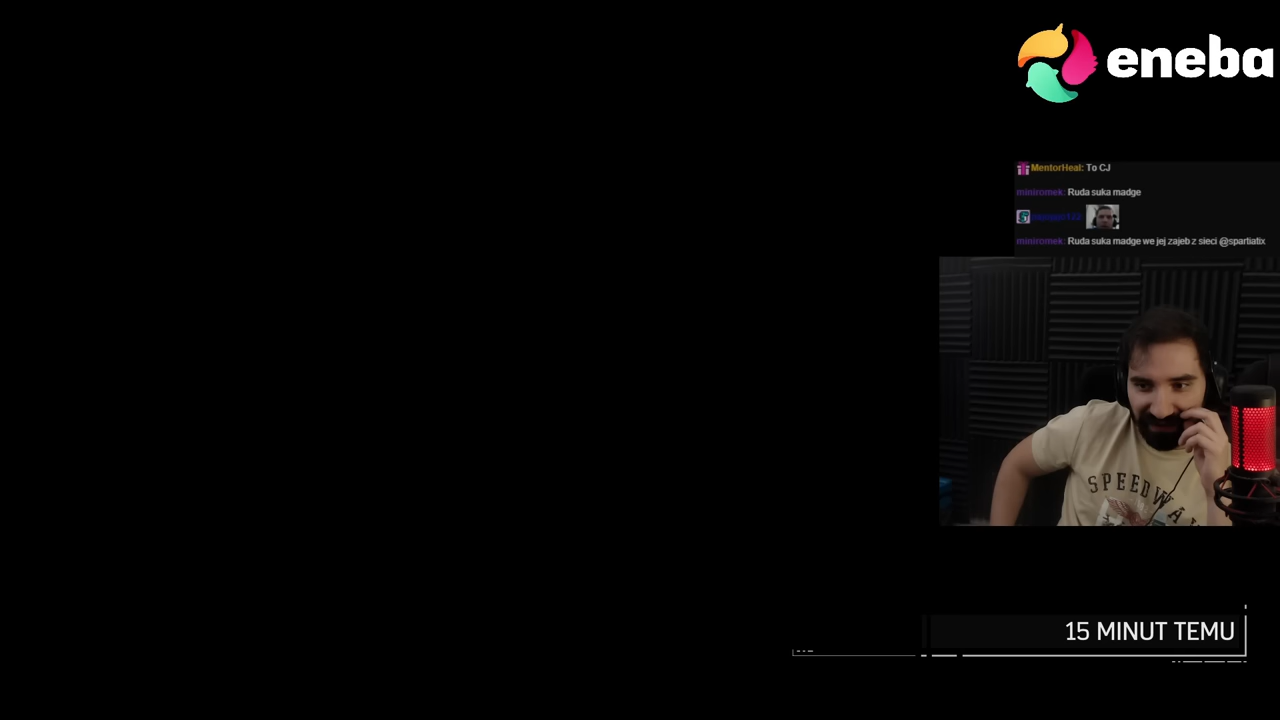 eneba
MentorHeal: To CJ
miniromek: Ruda suka madge
miniromek: Ruda suka madge we jej zajeb z sieci @spartiatix
SPEEDWAY
15 MINUT TEMU